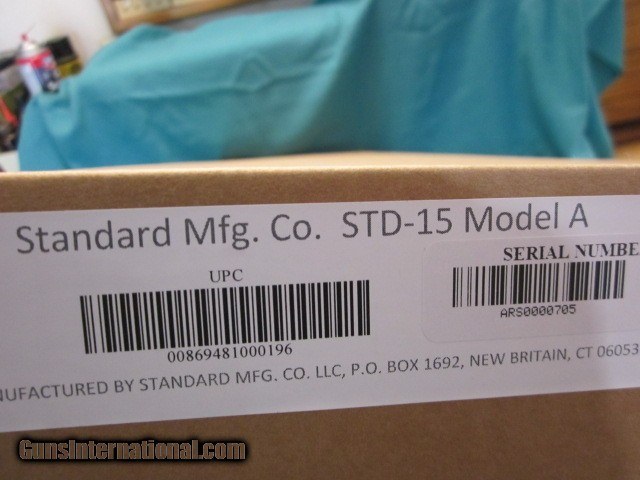 Standard Mfg. Co. STD-15 Model A
UPC
00869481000196
SERIAL NUMBE
ARS0000705
NUFACTURED BY STANDARD MFG. CO. LLC, P.O. BOX 1692, NEW BRITAIN, CT 06053
GunsInternational.com